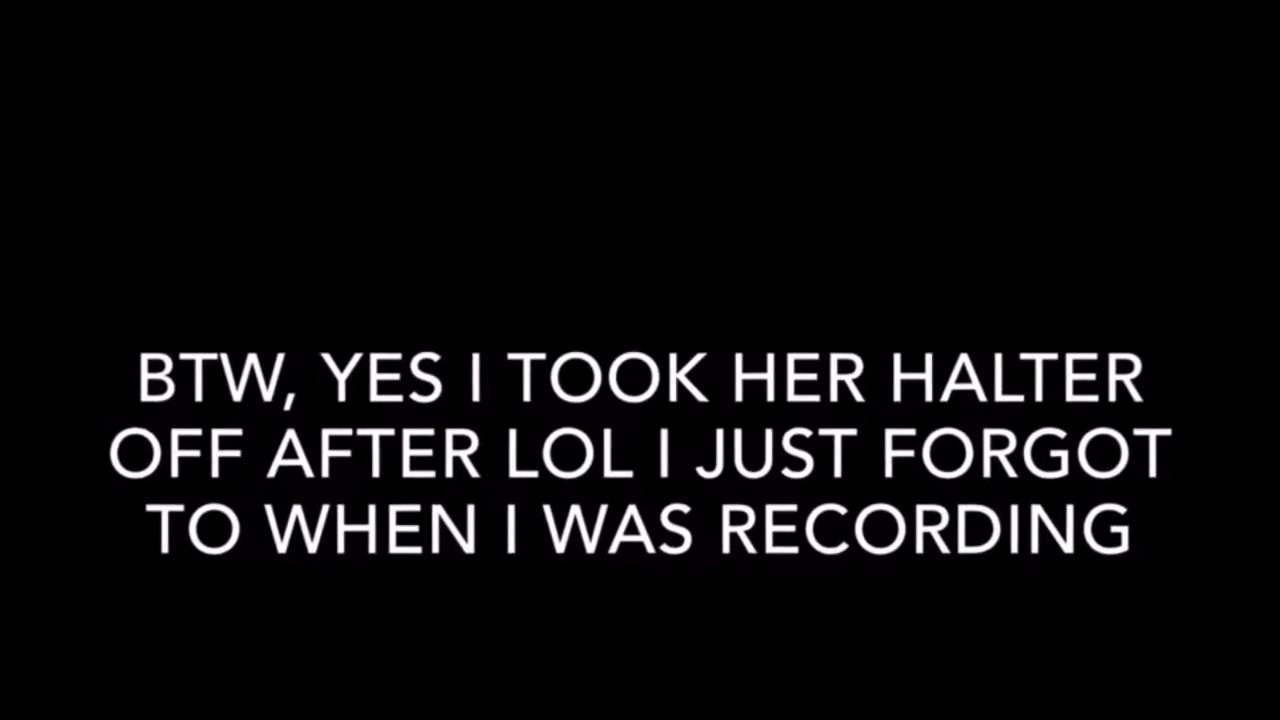 BTW, YES I TOOK HER HALTER
OFF AFTER LOL I JUST FORGOT
TO WHEN I WAS RECORDING